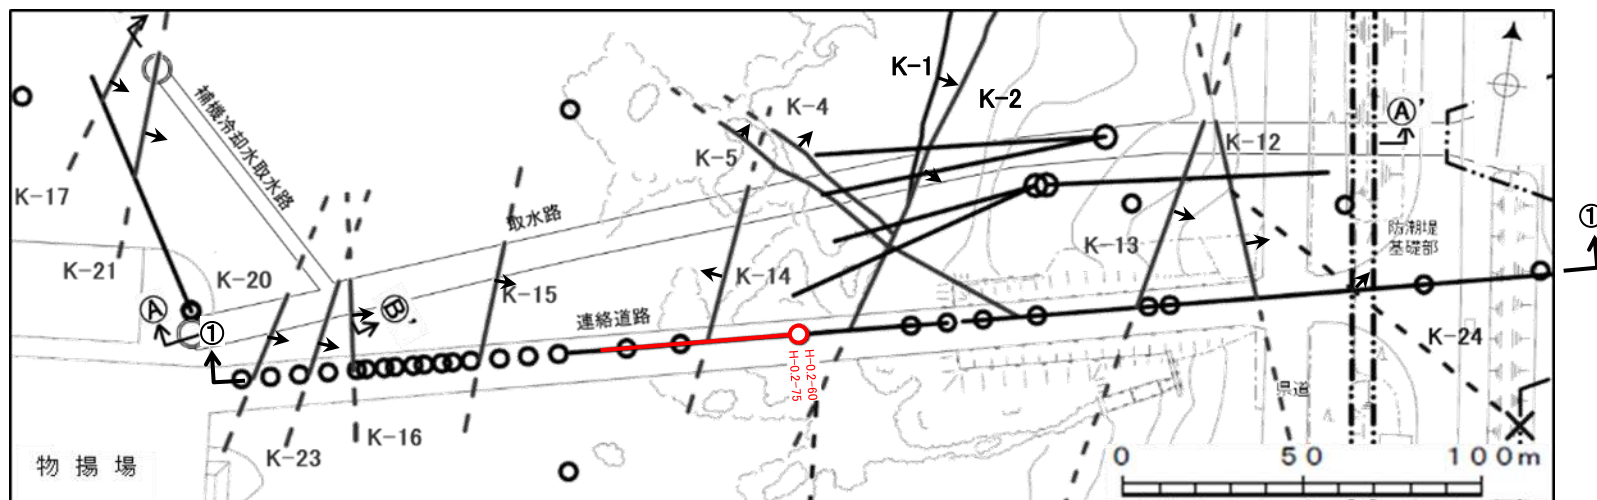 K-1
K-2
K-4
K-5
K-12
Ⓐ'
補機冷却水取水路
K-17
取水路
K-13
防潮堤
基礎部
①
K-21
K-20
K-14
K-15
Ⓐ
①
Ⓑ'
連絡道路
H-0.2-60
H-0.2-75
K-24
県道
K-16
K-23
物揚場
0 50 100m